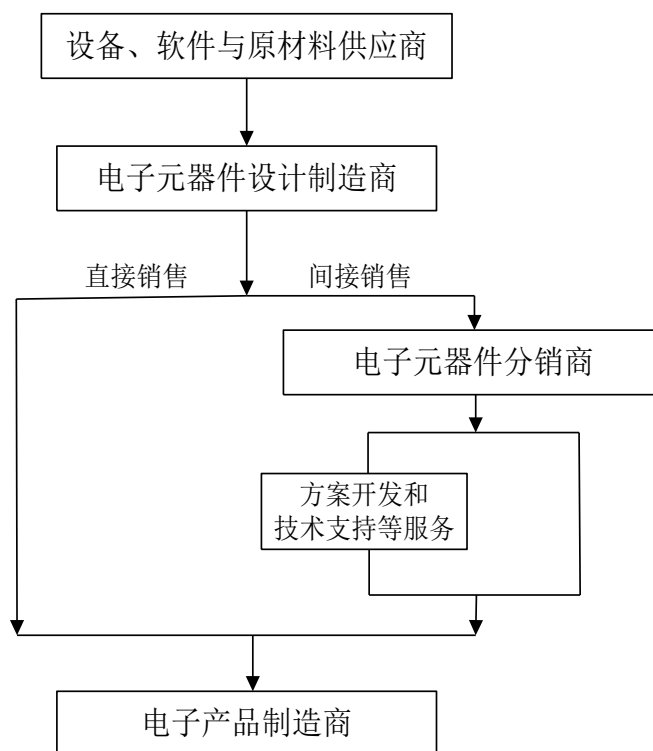 设备、软件与原材料供应商
电子元器件设计制造商
直接销售
间接销售
电子元器件分销商
方案开发和
技术支持等服务
电子产品制造商